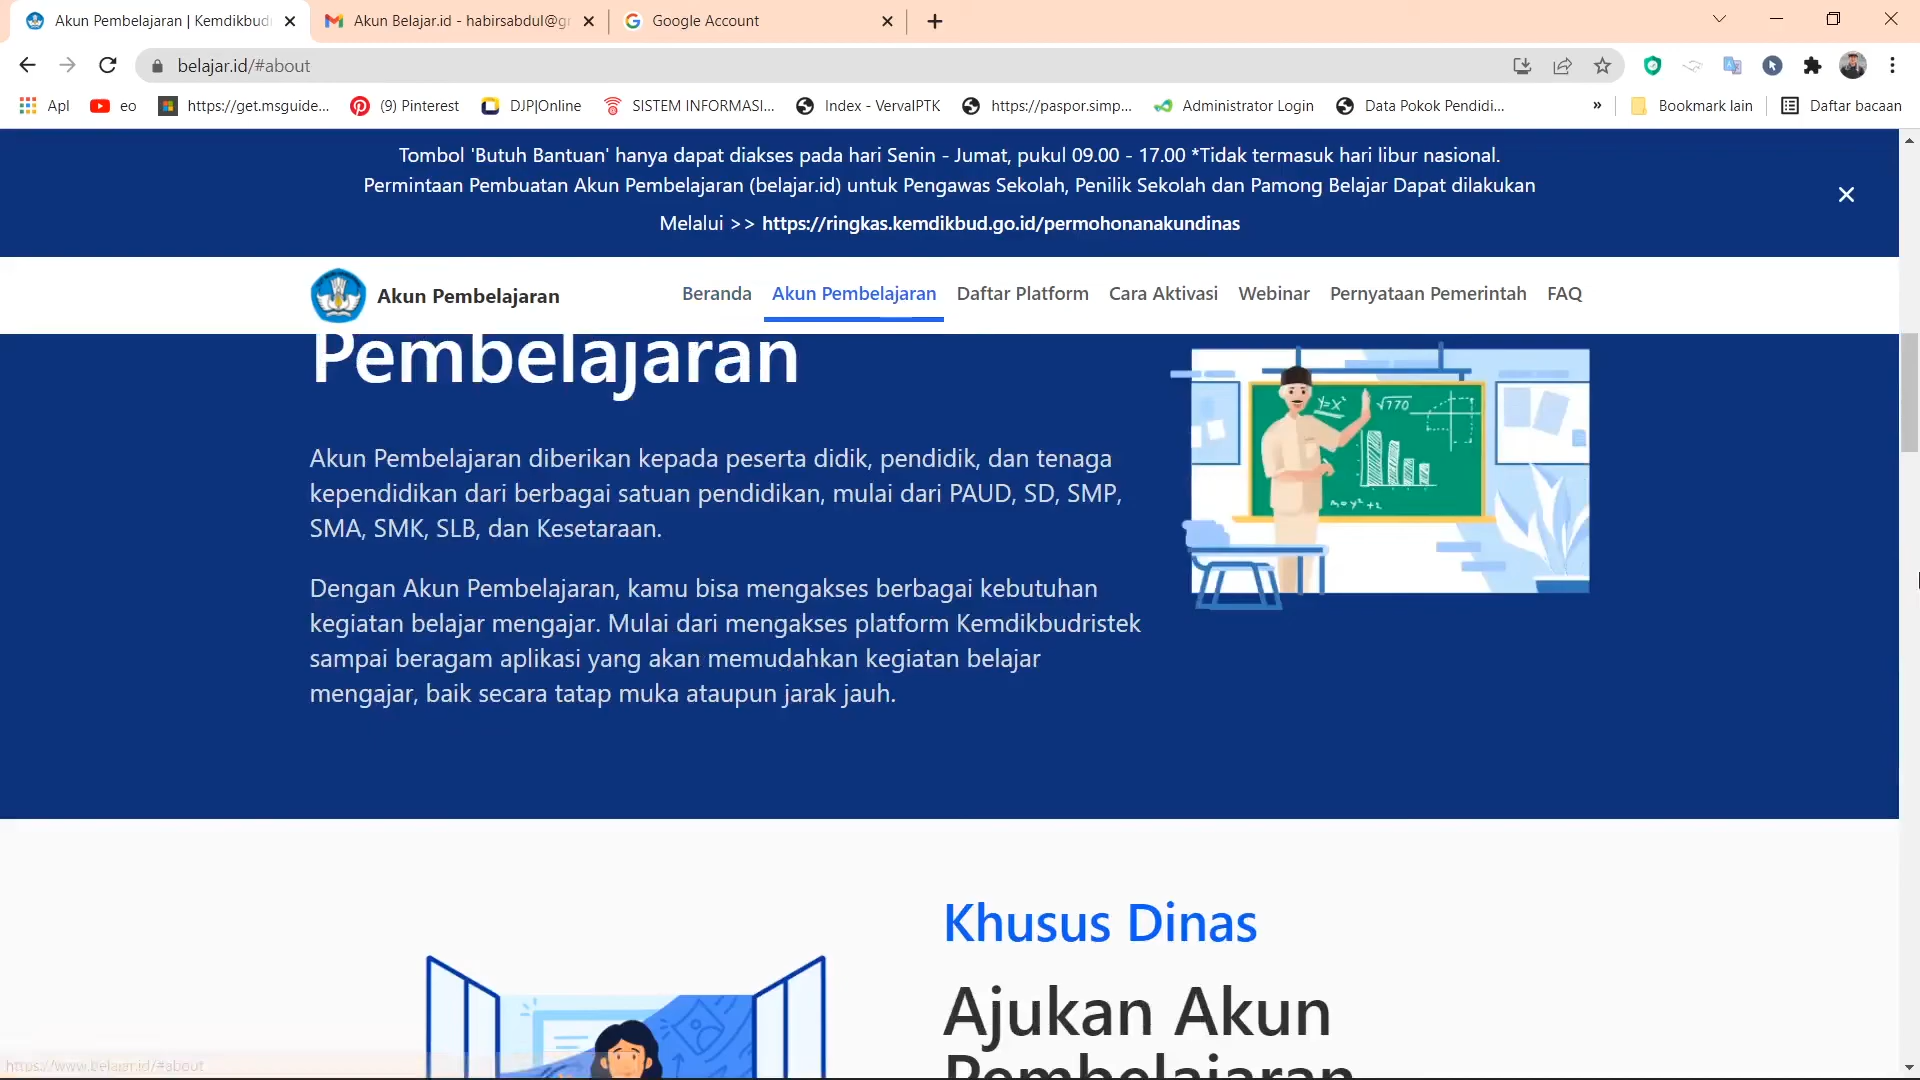 Akun Pembelajaran | Kemdikbud
Akun Belajar.id - habirsabdul@g
Google Account
belajar.id/#about
Apl
eo
https://get.msguide...
(9) Pinterest
DJP|Online
SISTEM INFORMASI...
Index - VervalPTK
https://paspor.simp...
Administrator Login
Data Pokok Pendidi...
»
Bookmark lain
Daftar bacaan
Tombol 'Butuh Bantuan' hanya dapat diakses pada hari Senin - Jumat, pukul 09.00 - 17.00 *Tidak termasuk hari libur nasional.
Permintaan Pembuatan Akun Pembelajaran (belajar.id) untuk Pengawas Sekolah, Penilik Sekolah dan Pamong Belajar Dapat dilakukan
Melalui >> https://ringkas.kemdikbud.go.id/permohonanakundinas
Akun Pembelajaran
Beranda
Akun Pembelajaran
Daftar Platform
Cara Aktivasi
Webinar
Pernyataan Pemerintah
FAQ
Pembelajaran
Y=X²
√770
Akun Pembelajaran diberikan kepada peserta didik, pendidik, dan tenaga
kependidikan dari berbagai satuan pendidikan, mulai dari PAUD, SD, SMP,
SMA, SMK, SLB, dan Kesetaraan.
Dengan Akun Pembelajaran, kamu bisa mengakses berbagai kebutuhan
kegiatan belajar mengajar. Mulai dari mengakses platform Kemdikbudristek
sampai beragam aplikasi yang akan memudahkan kegiatan belajar
mengajar, baik secara tatap muka ataupun jarak jauh.
Khusus Dinas
Ajukan Akun
Pembelajaran
https://www.belajar.id/#about